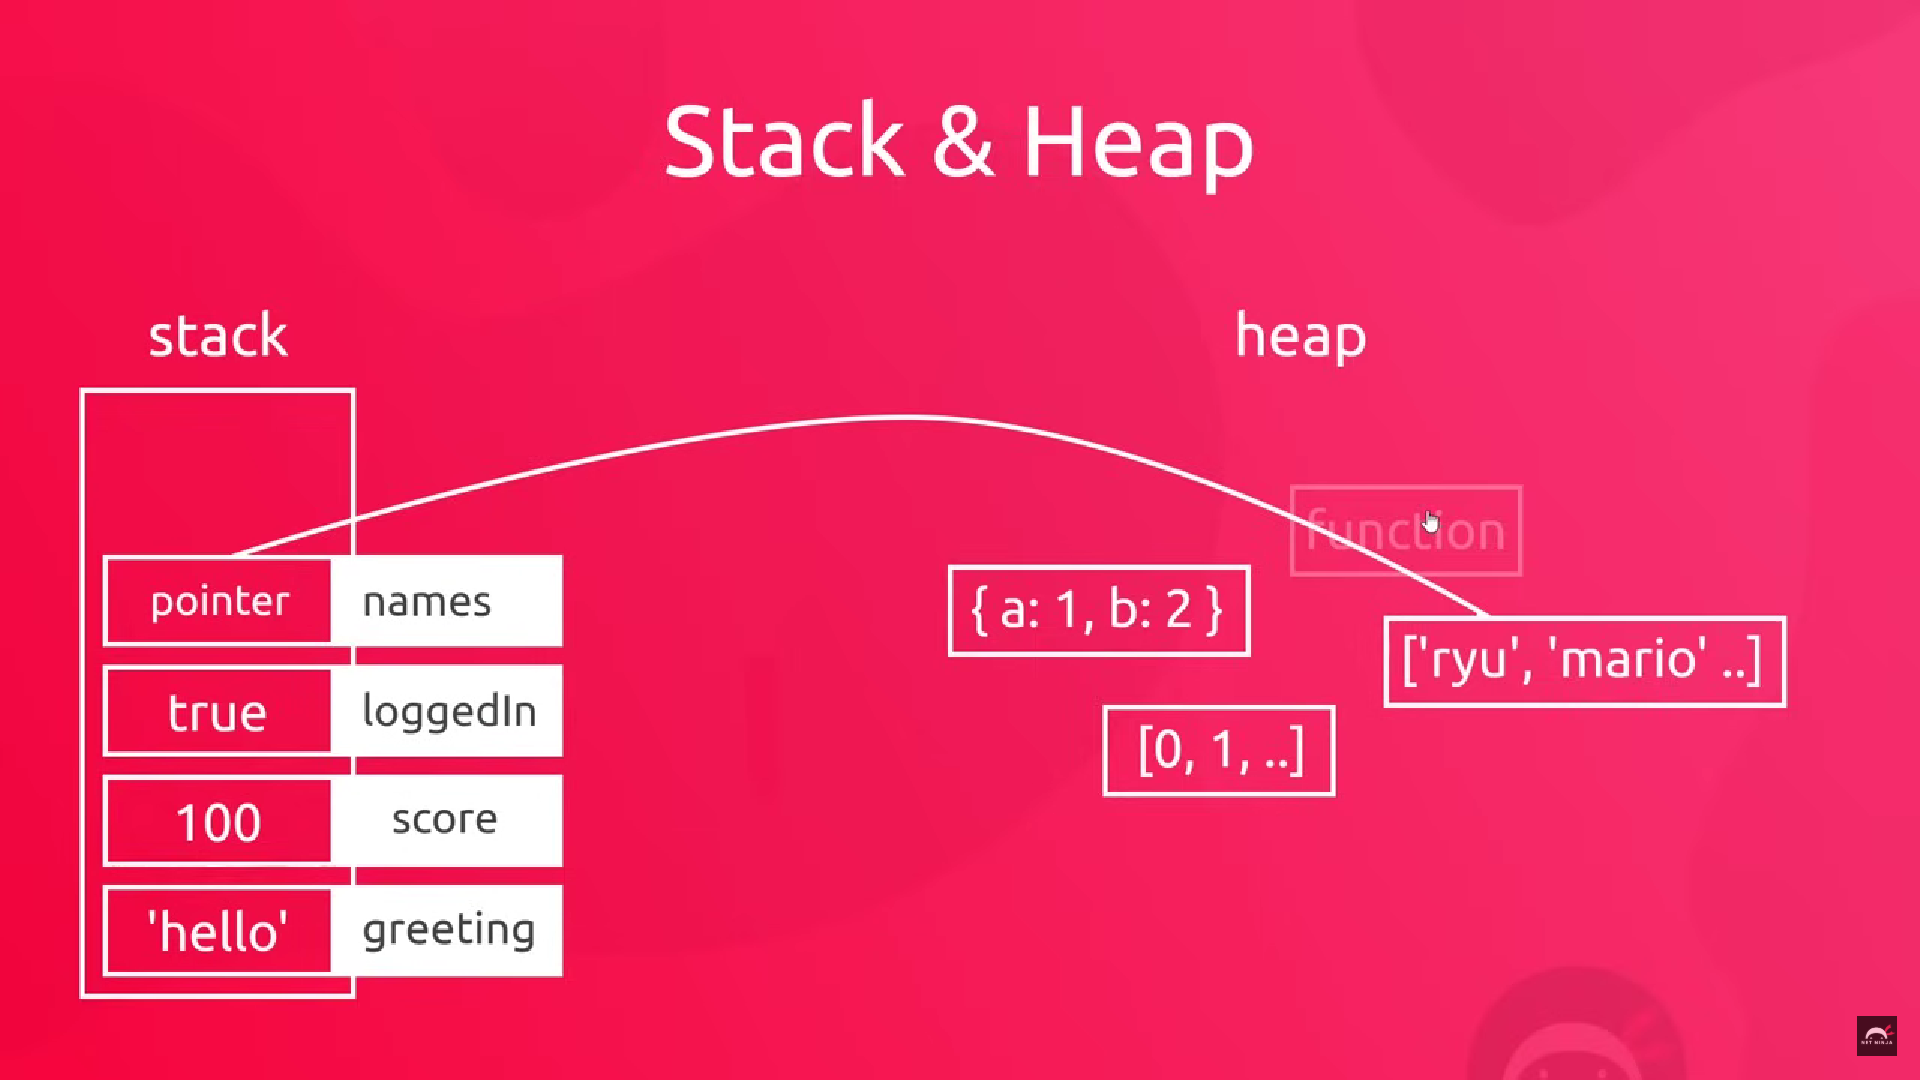 Stack & Heap
stack
heap
function
pointer
names
{ a: 1, b: 2 }
['ryu', 'mario' ..]
true
loggedIn
[0, 1, ..]
100
score
'hello'
greeting
NET NINJA